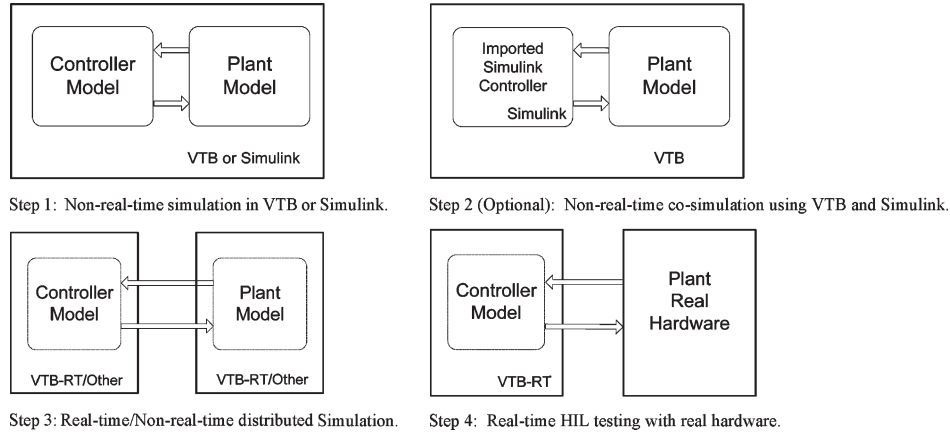 Controller
Model
Plant
Model
VTB or Simulink
Step 1: Non-real-time simulation in VTB or Simulink.
Imported
Simulink
Controller
Simulink
Plant
Model
VTB
Step 2 (Optional): Non-real-time co-simulation using VTB and Simulink.
Controller
Model
VTB-RT/Other
Plant
Model
VTB-RT/Other
Step 3: Real-time/Non-real-time distributed Simulation.
Controller
Model
VTB-RT
Plant
Real
Hardware
Step 4: Real-time HIL testing with real hardware.